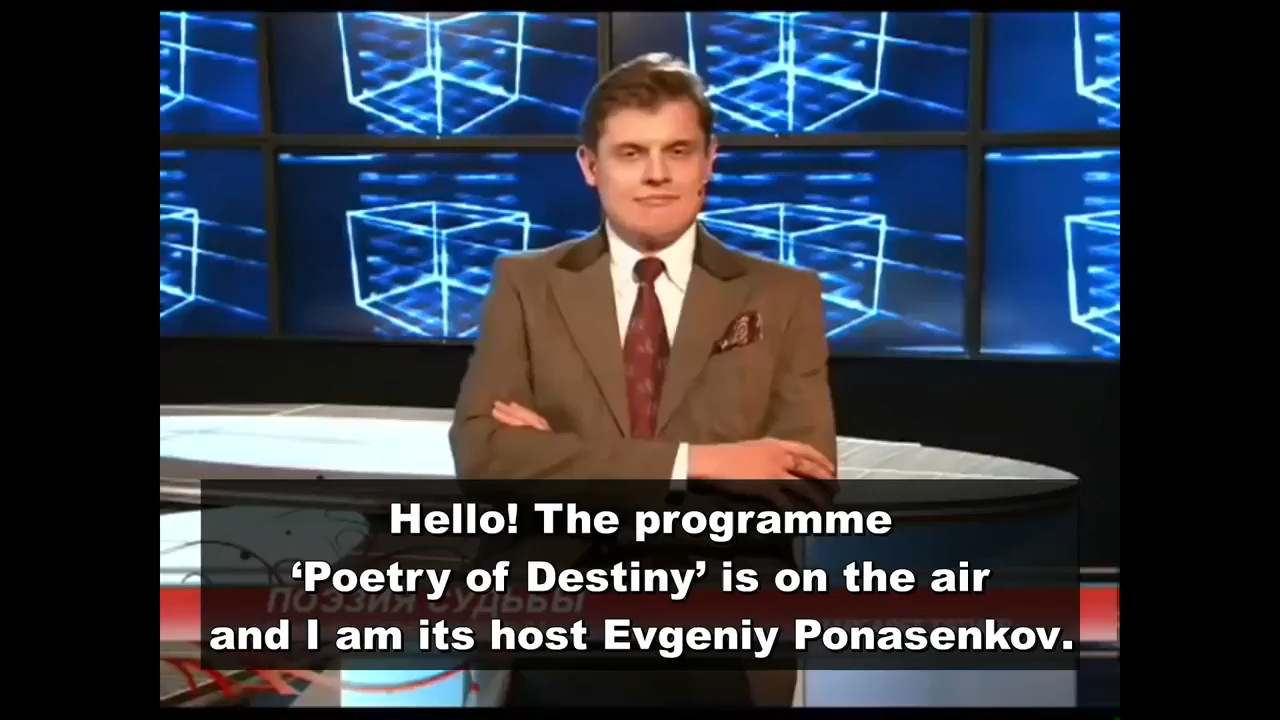 Hello! The programme
‘Poetry of Destiny’ is on the air
ПОЭЗИЯ СУДЬБЫ
and I am its host Evgeniy Ponasenkov.